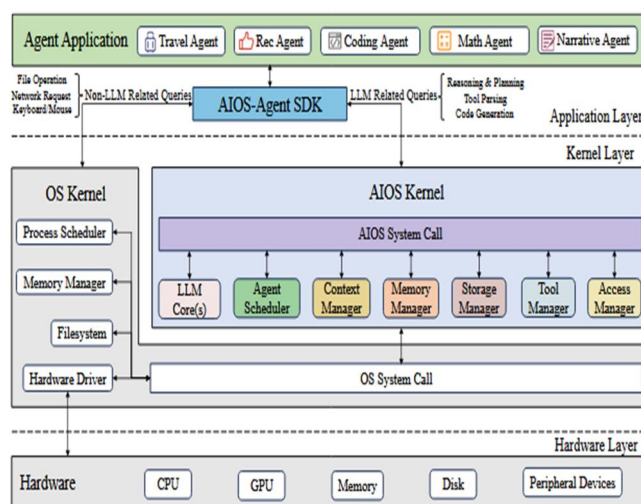 Agent Application
Travel Agent
Rec Agent
Coding Agent
Math Agent
Narrative Agent
File Operation
Network Request
Keyboard/Mouse
Non-LLM Related Queries
AIOS-Agent SDK
LLM Related Queries
Reasoning & Planning
Tool Parsing
Code Generation
Application Layer
Kernel Layer
OS Kernel
AIOS Kernel
Process Scheduler
AIOS System Call
Memory Manager
LLM
Core(s)
Agent
Scheduler
Context
Manager
Memory
Manager
Storage
Manager
Tool
Manager
Access
Manager
Filesystem
Hardware Driver
OS System Call
Hardware Layer
Hardware
CPU
GPU
Memory
Disk
Peripheral Devices